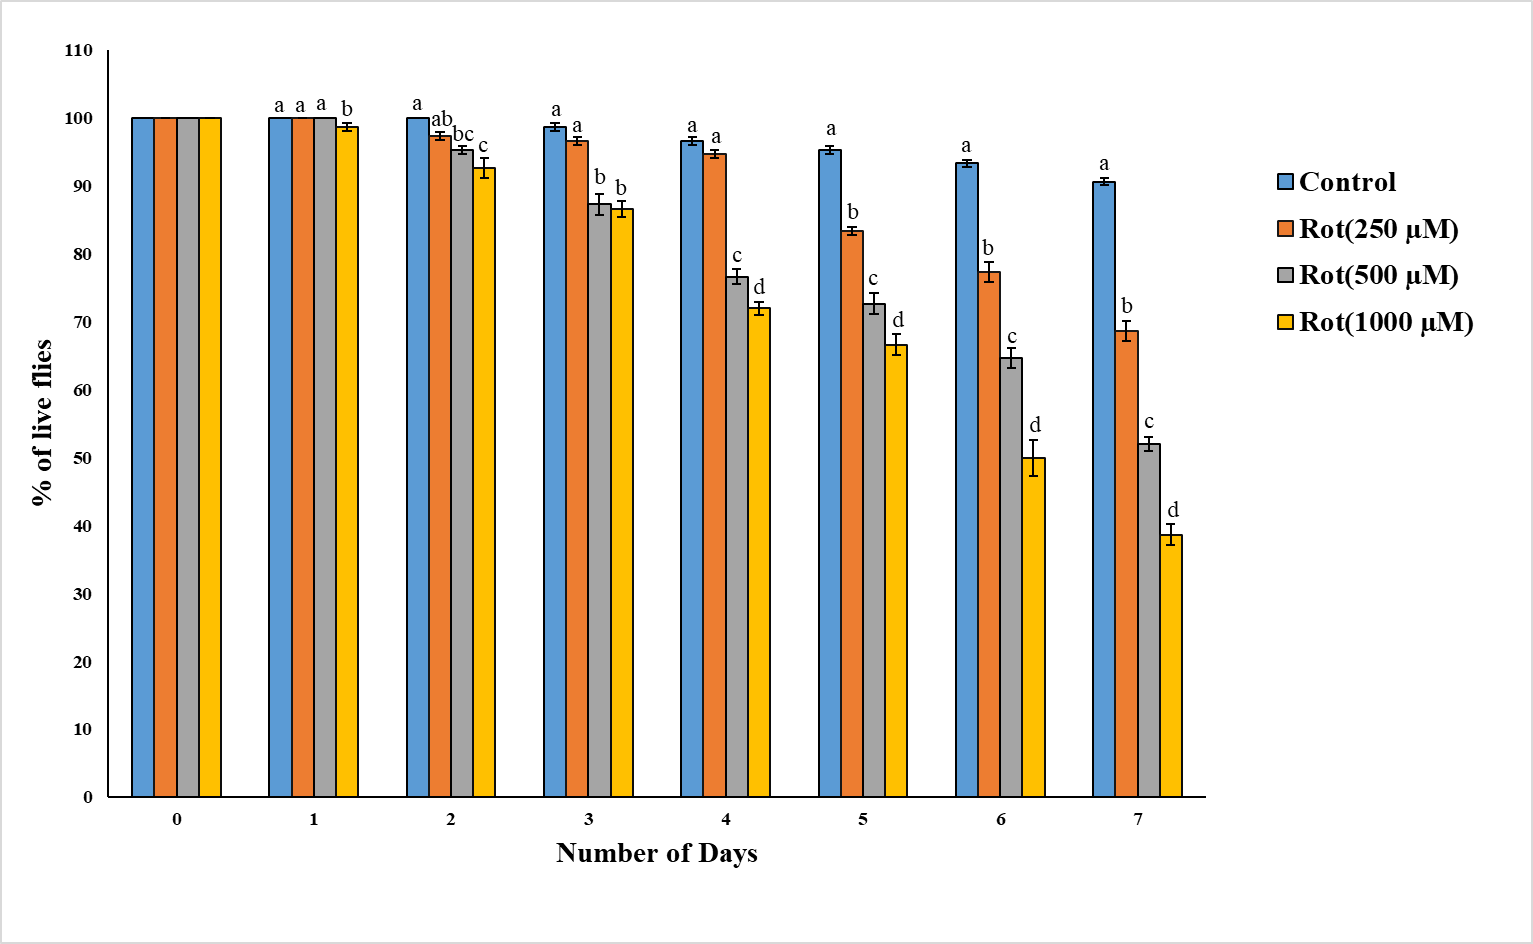 110
100
90
80
70
60
50
40
30
20
10
0
% of live flies
a a a b
a ab bc c
a a b b
a a c d
a b c d
a b c d
a b c d
0 1 2 3 4 5 6 7
Number of Days
Control
Rot(250 µM)
Rot(500 µM)
Rot(1000 µM)